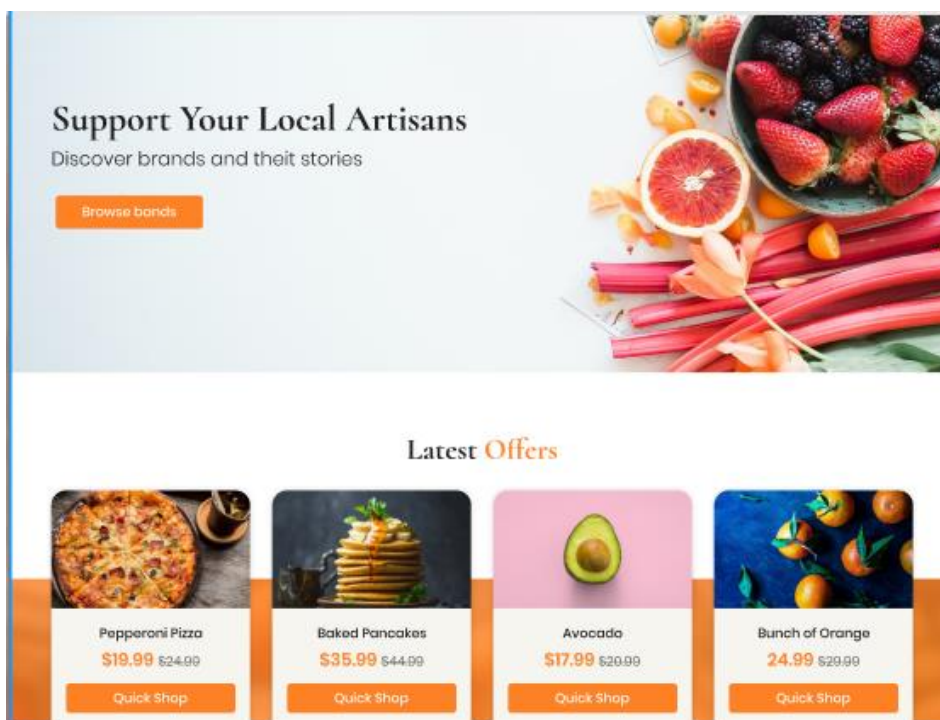 Support Your Local Artisans
Discover brands and theit stories
Browse bands
Latest Offers
Pepperoni Pizza
$19.99 $24.99
Quick Shop
Baked Pancakes
$35.99 $44.99
Quick Shop
Avocado
$17.99 $20.99
Quick Shop
Bunch of Orange
24.99 $29.99
Quick Shop